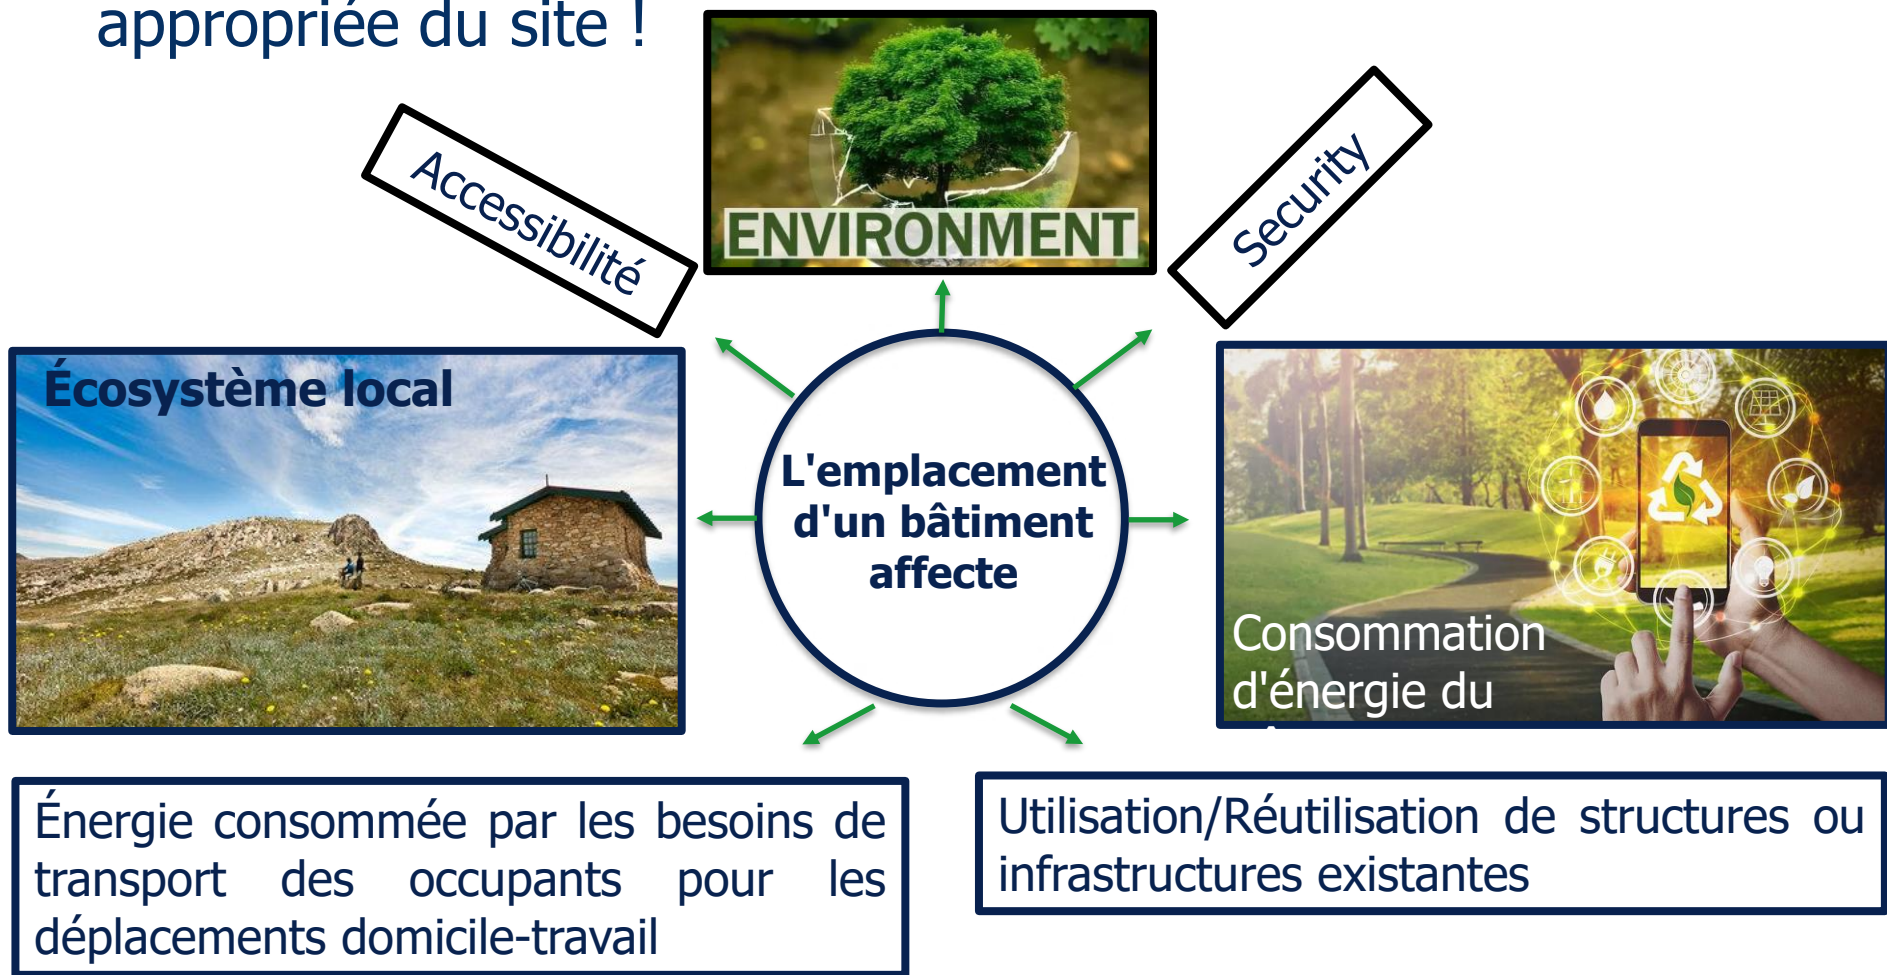 appropriée du site !
ENVIRONMENT
Accessibilité
Security
Écosystème local
L'emplacement
d'un bâtiment
affecte
Consommation
d'énergie du
Énergie consommée par les besoins de
transport des occupants pour les
déplacements domicile-travail
Utilisation/Réutilisation de structures ou
infrastructures existantes